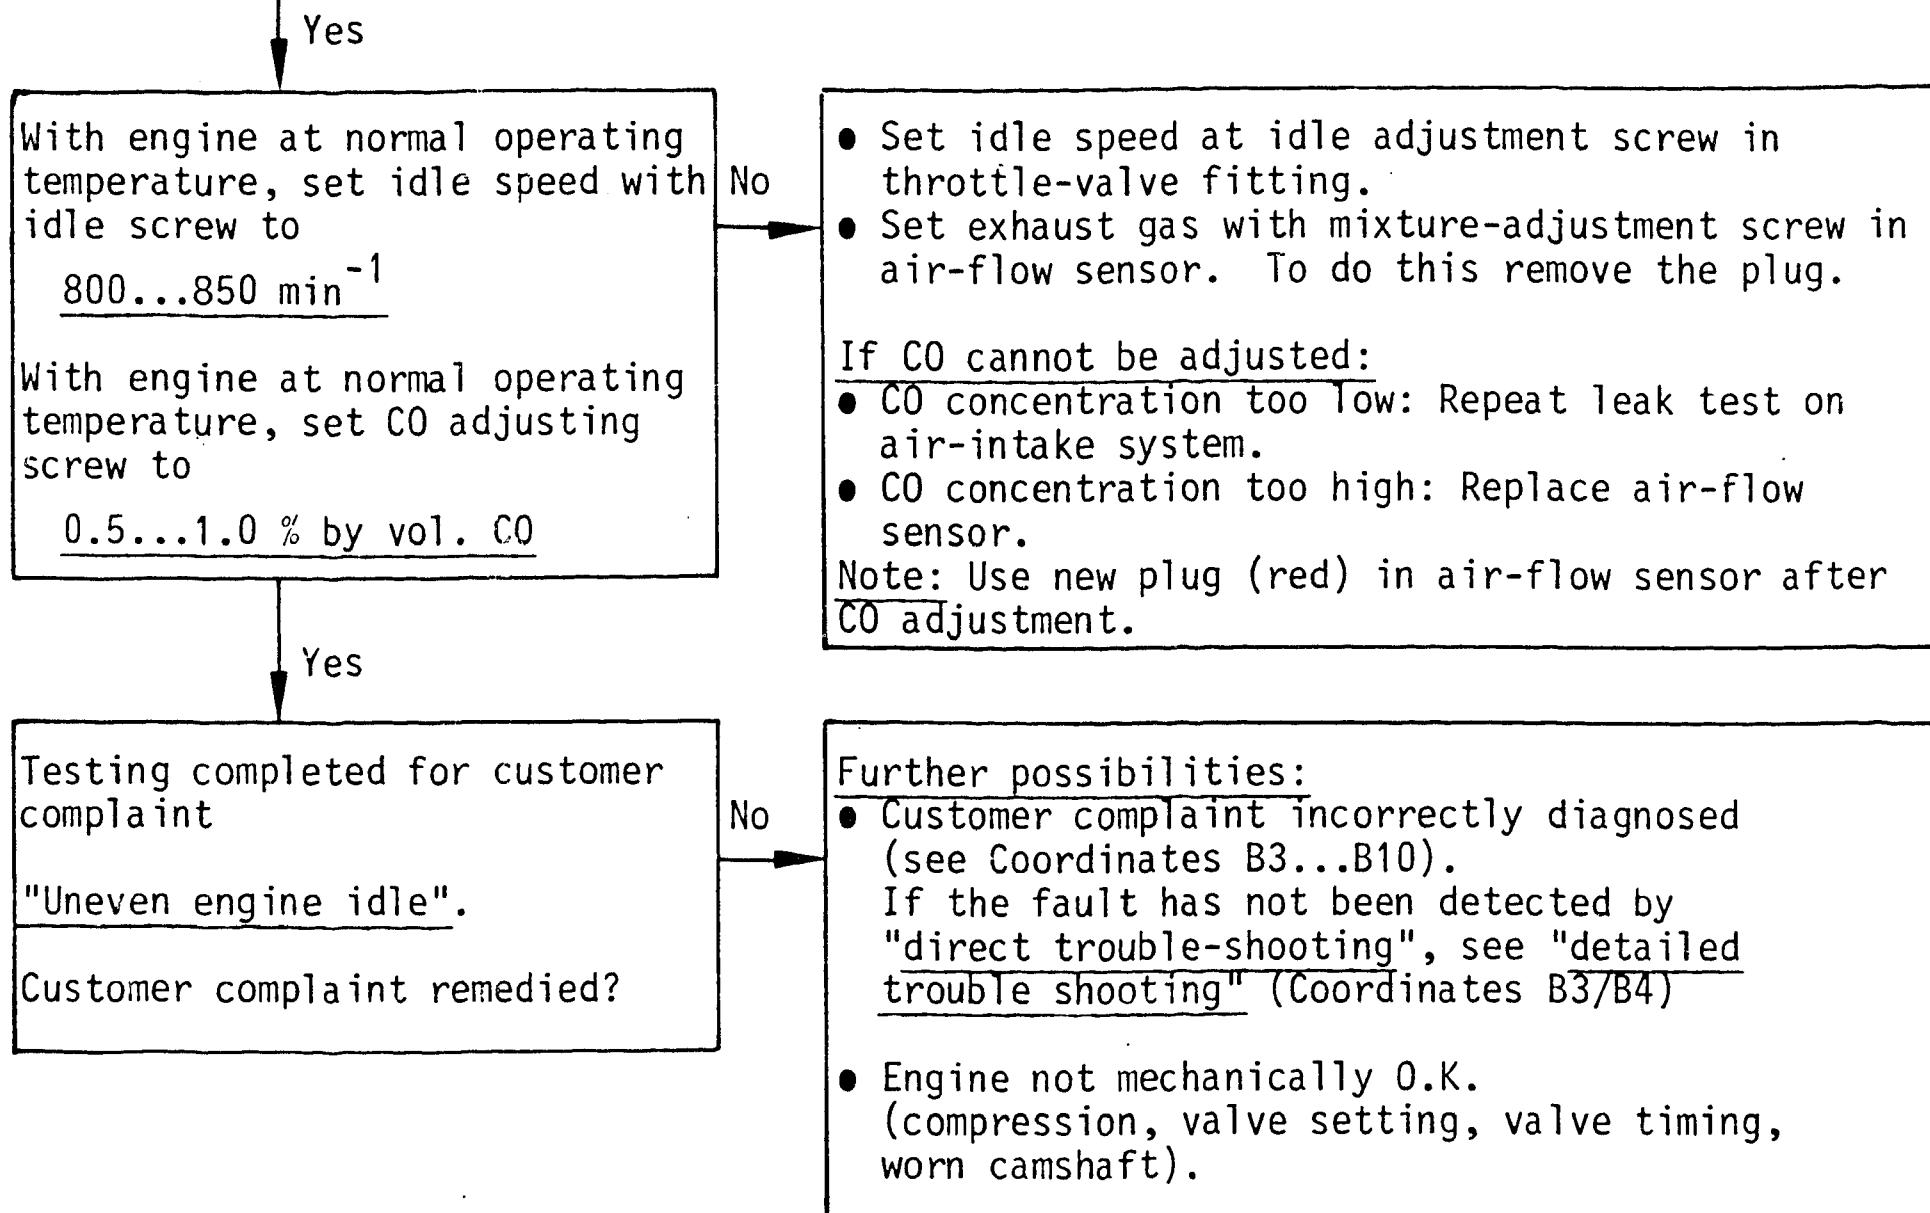 Yes
With engine at normal operating
temperature, set idle speed with
idle screw to
800...850 min⁻¹
With engine at normal operating
temperature, set CO adjusting
screw to
0.5...1.0 % by vol. CO
No
● Set idle speed at idle adjustment screw in
throttle-valve fitting.
● Set exhaust gas with mixture-adjustment screw in
air-flow sensor. To do this remove the plug.
If CO cannot be adjusted:
● CO concentration too low: Repeat leak test on
air-intake system.
● CO concentration too high: Replace air-flow
sensor.
Note: Use new plug (red) in air-flow sensor after
CO adjustment.
Yes
Testing completed for customer
complaint
"Uneven engine idle".
Customer complaint remedied?
No
Further possibilities:
● Customer complaint incorrectly diagnosed
(see Coordinates B3...B10).
If the fault has not been detected by
"direct trouble-shooting", see "detailed
trouble shooting" (Coordinates B3/B4)
● Engine not mechanically O.K.
(compression, valve setting, valve timing,
worn camshaft).